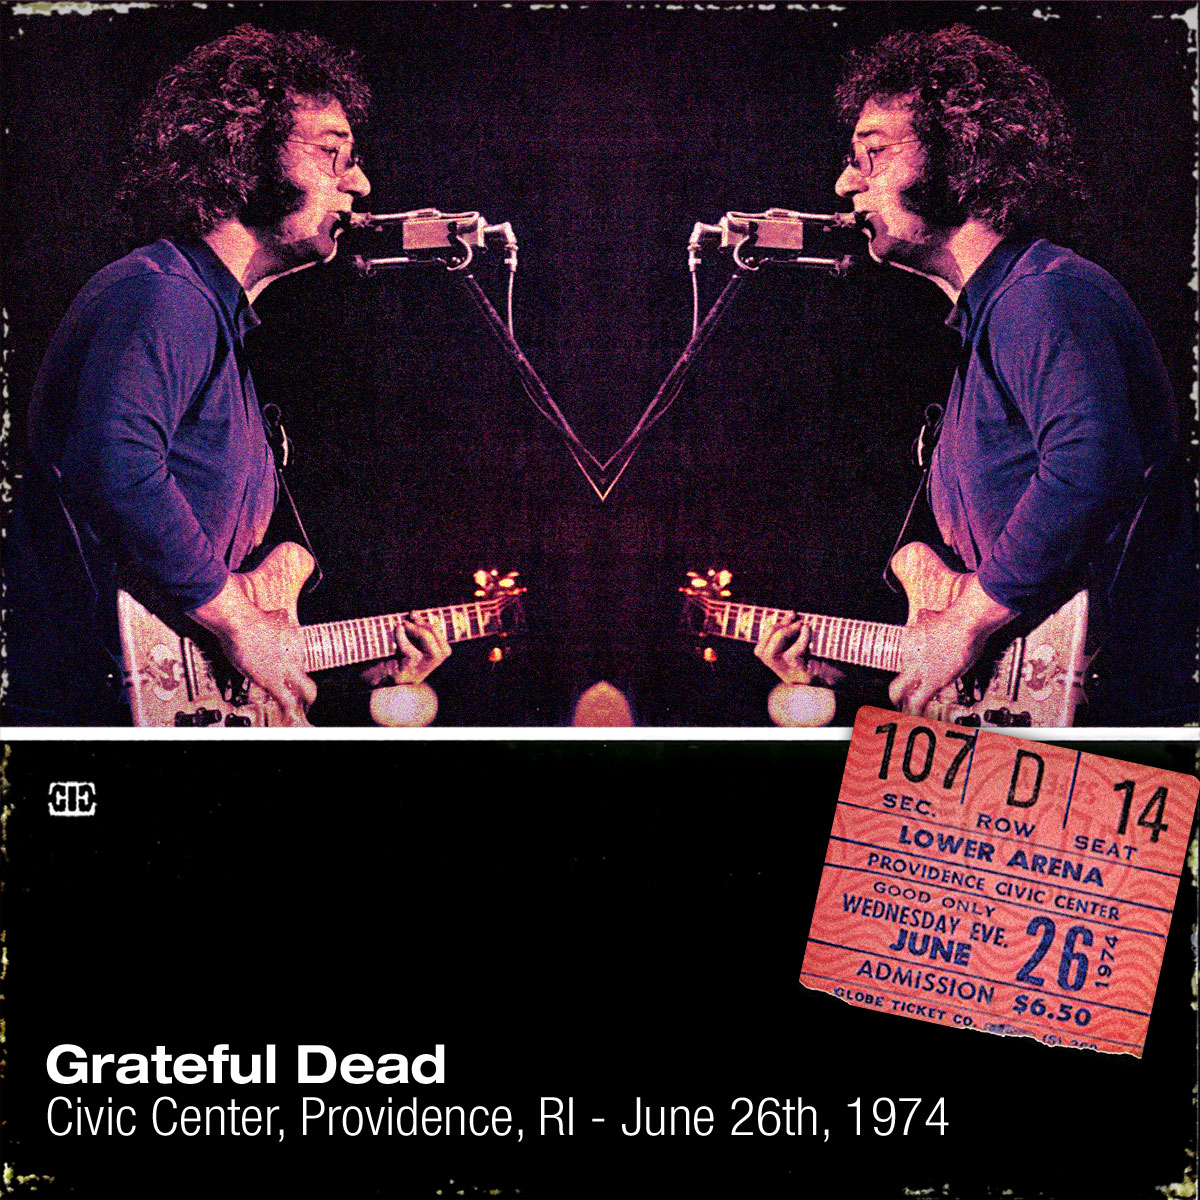 107 D 14
SEC. ROW SEAT
LOWER ARENA
PROVIDENCE CIVIC CENTER
GOOD ONLY
WEDNESDAY EVE.
JUNE 26 1974
ADMISSION $6.50
GLOBE TICKET CO.
Grateful Dead
Civic Center, Providence, RI - June 26th, 1974